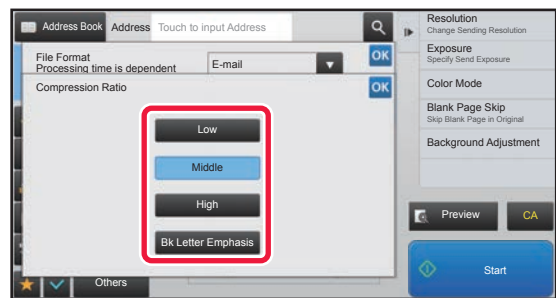 Address Book Address Touch to input Address
File Format
Processing time is dependent
E-mail
OK
Compression Ratio
OK
Low
Middle
High
Bk Letter Emphasis
Others
Resolution
Change Sending Resolution
Exposure
Specify Send Exposure
Color Mode
Blank Page Skip
Skip Blank Page in Original
Background Adjustment
Preview
CA
Start